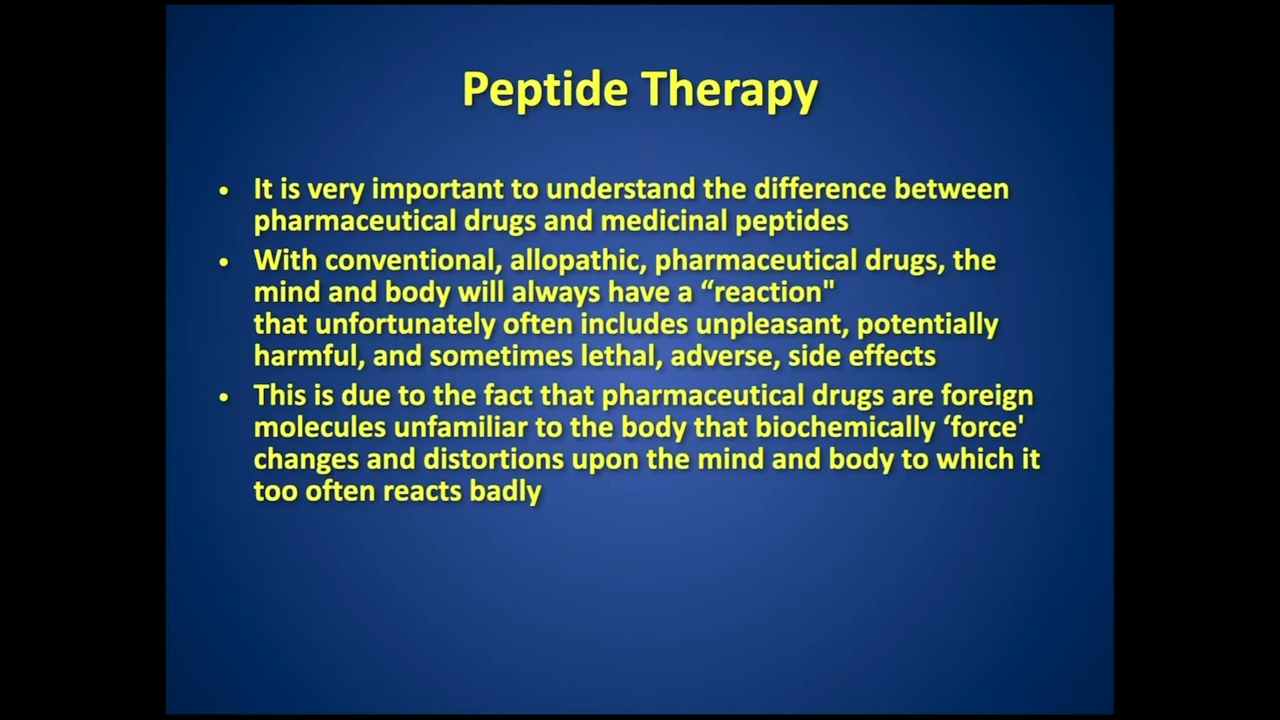 Peptide Therapy
• It is very important to understand the difference between
pharmaceutical drugs and medicinal peptides
• With conventional, allopathic, pharmaceutical drugs, the
mind and body will always have a “reaction"
that unfortunately often includes unpleasant, potentially
harmful, and sometimes lethal, adverse, side effects
• This is due to the fact that pharmaceutical drugs are foreign
molecules unfamiliar to the body that biochemically ‘force'
changes and distortions upon the mind and body to which it
too often reacts badly